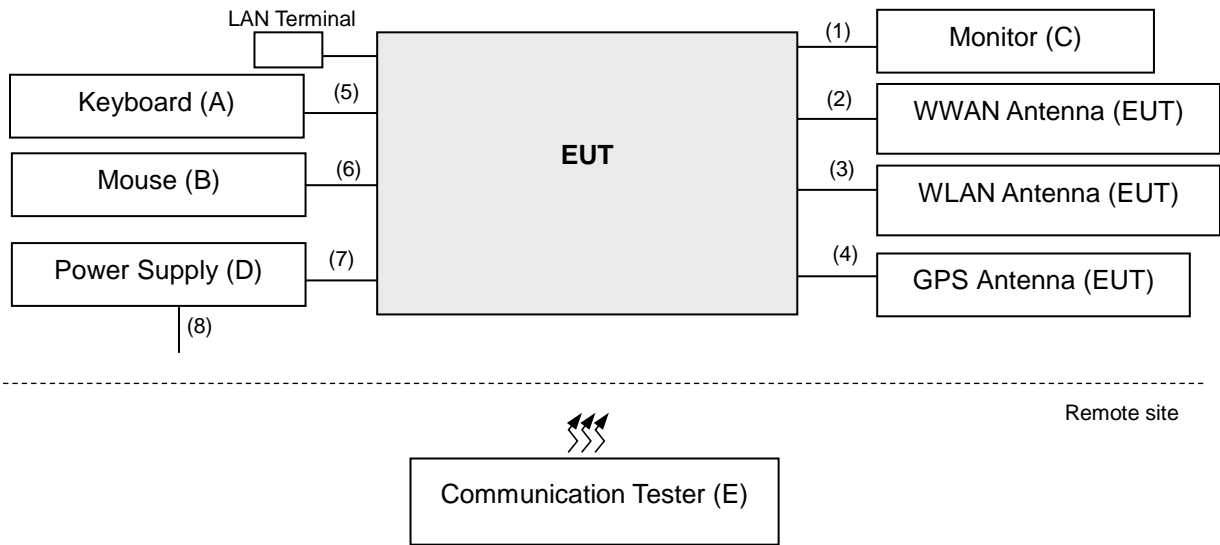 LAN Terminal
(1)
Monitor (C)
Keyboard (A)
(5)
(2)
WWAN Antenna (EUT)
EUT
Mouse (B)
(6)
(3)
WLAN Antenna (EUT)
Power Supply (D)
(7)
(4)
GPS Antenna (EUT)
(8)
Remote site
Communication Tester (E)